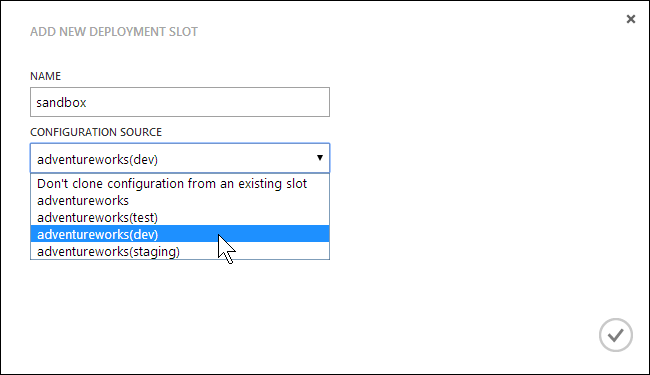 ADD NEW DEPLOYMENT SLOT
NAME
sandbox
CONFIGURATION SOURCE
adventureworks(dev)
Don't clone configuration from an existing slot
adventureworks
adventureworks(test)
adventureworks(dev)
adventureworks(staging)